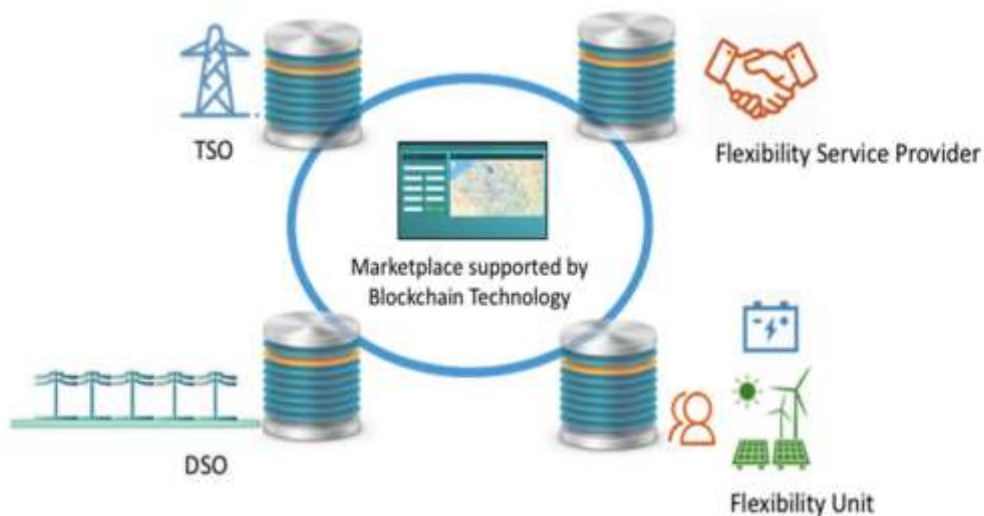 TSO
Flexibility Service Provider
Marketplace supported by
Blockchain Technology
DSO
Flexibility Unit